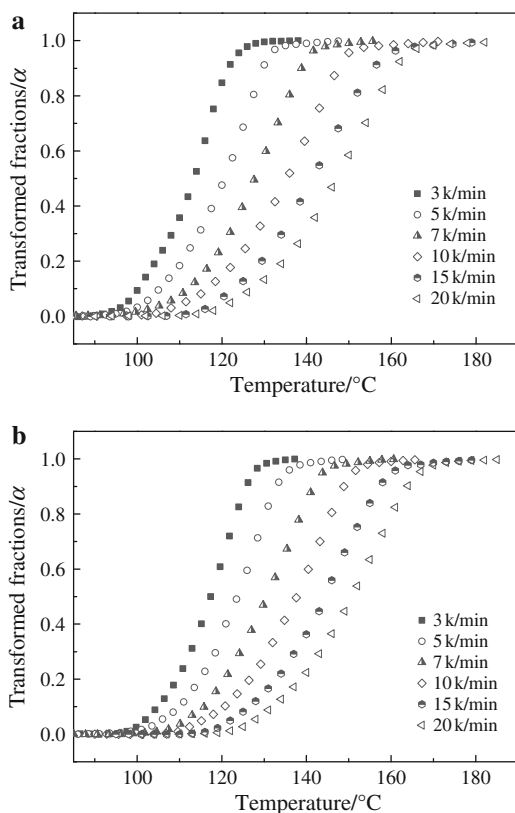 a
1.0
0.8
0.6
0.4
0.2
0.0
Transformed fractions/α
3 k/min
5 k/min
7 k/min
10 k/min
15 k/min
20 k/min
100 120 140 160 180
Temperature/°C
b
1.0
0.8
0.6
0.4
0.2
0.0
Transformed fractions/α
3 k/min
5 k/min
7 k/min
10 k/min
15 k/min
20 k/min
100 120 140 160 180
Temperature/°C